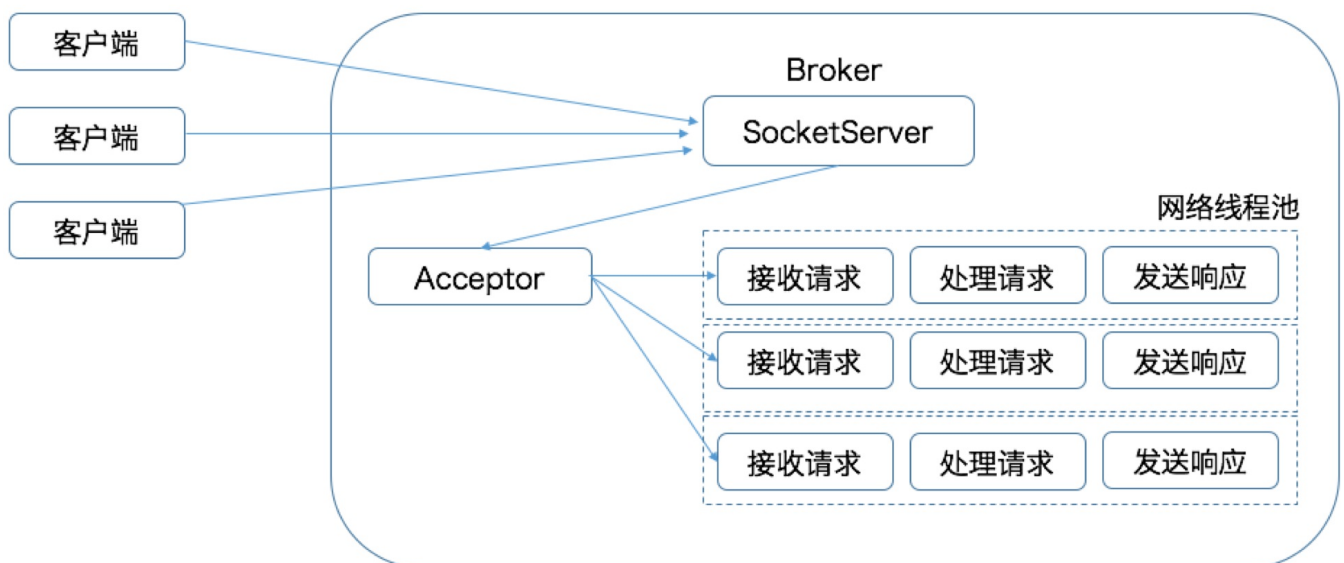 客户端
客户端
客户端
Broker
SocketServer
网络线程池
Acceptor
接收请求 处理请求 发送响应
接收请求 处理请求 发送响应
接收请求 处理请求 发送响应